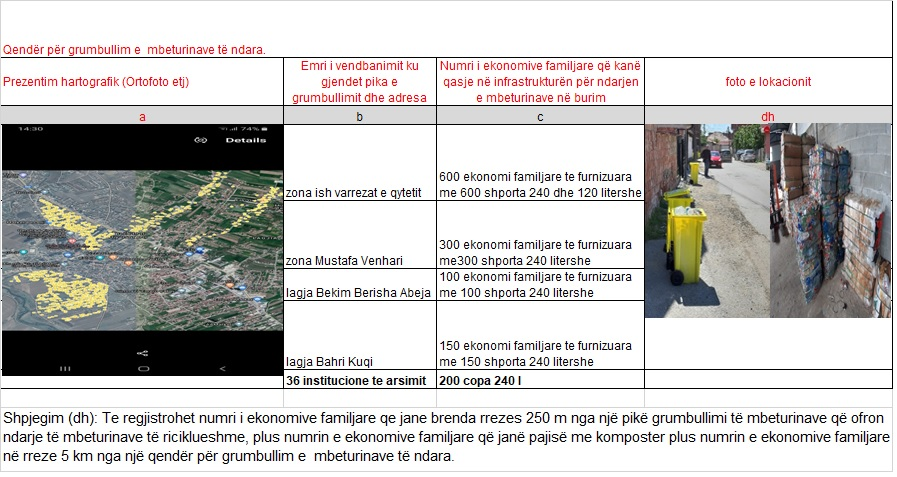 Qendër për grumbullim e  mbeturinave të ndara.
Prezentim hartografik (Ortofoto etj)
Emri i vendbanimit ku
gjendet pika e
grumbullimit dhe adresa
Numri i ekonomive familjare që kanë
qasje në infrastrukturën për ndarjen
e mbeturinave në burim
foto e lokacionit
a
b
c
dh
14:30
74%
Details
zona ish varrezat e qytetit
600 ekonomi familjare te furnizuara
me 600 shporta 240 dhe 120 litershe
zona Mustafa Venhari
300 ekonomi familjare te furnizuara
me300 shporta 240 litershe
lagja Bekim Berisha Abeja
100 ekonomi familjare te furnizuara
me 100 shporta 240 litershe
lagja Bahri Kuqi
150 ekonomi familjare te furnizuara
me 150 shporta 240 litershe
36 institucione te arsimit
200 copa 240 l
Shpjegim (dh): Te regjistrohet numri i ekonomive familjare qe jane brenda rrezes 250 m nga një pikë grumbullimi të mbeturinave që ofron
ndarje të mbeturinave të riciklueshme, plus numrin e ekonomive familjare që janë pajisë me komposter plus numrin e ekonomive familjare
në rreze 5 km nga një qendër për grumbullim e  mbeturinave të ndara.